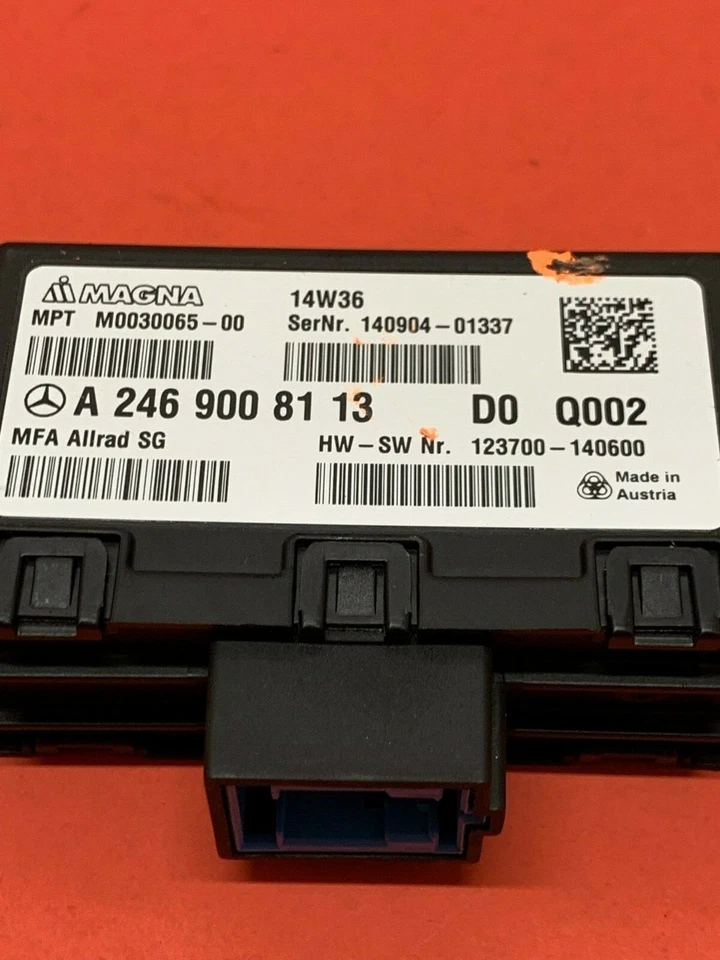 MAGNA 14W36
MPT M0030065-00 SerNr. 140904-01337
A 246 900 81 13 D0 Q002
MFA Allrad SG HW-SW Nr. 123700-140600
Made in
Austria